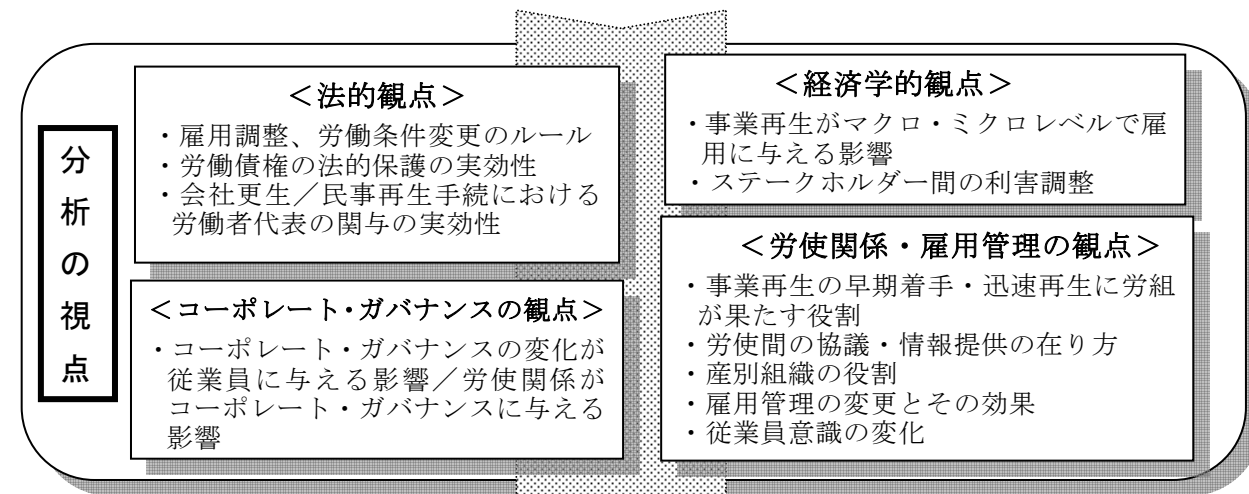 分析の視点
＜法的観点＞
・雇用調整、労働条件変更のルール
・労働債権の法的保護の実効性
・会社更生／民事再生手続における
労働者代表の関与の実効性
＜コーポレート・ガバナンスの観点＞
・コーポレート・ガバナンスの変化が
従業員に与える影響／労使関係が
コーポレート・ガバナンスに与える
影響
＜経済学的観点＞
・事業再生がマクロ・ミクロレベルで雇
用に与える影響
・ステークホルダー間の利害調整
＜労使関係・雇用管理の観点＞
・事業再生の早期着手・迅速再生に労組
が果たす役割
・労使間の協議・情報提供の在り方
・産別組織の役割
・雇用管理の変更とその効果
・従業員意識の変化